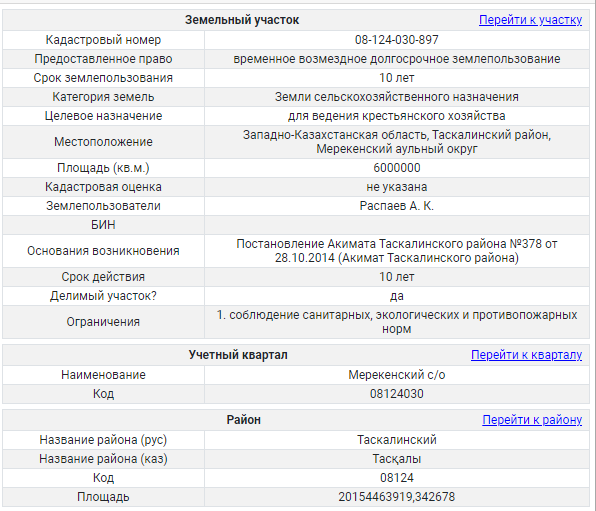 Земельный участок Перейти к участку
Кадастровый номер 08-124-030-897
Предоставленное право временное возмездное долгосрочное землепользование
Срок землепользования 10 лет
Категория земель Земли сельскохозяйственного назначения
Целевое назначение для ведения крестьянского хозяйства
Местоположение Западно-Казахстанская область, Таскалинский район,
Мерекенский аульный округ
Площадь (кв.м.) 6000000
Кадастровая оценка не указана
Землепользователи Распаев А. К.
БИН
Основания возникновения Постановление Акимата Таскалинского района №378 от
28.10.2014 (Акимат Таскалинского района)
Срок действия 10 лет
Делимый участок? да
Ограничения 1. соблюдение санитарных, экологических и противопожарных
норм
Учетный квартал Перейти к кварталу
Наименование Мерекенский с/о
Код 08124030
Район Перейти к району
Название района (рус) Таскалинский
Название района (каз) Тасқалы
Код 08124
Площадь 20154463919,342678